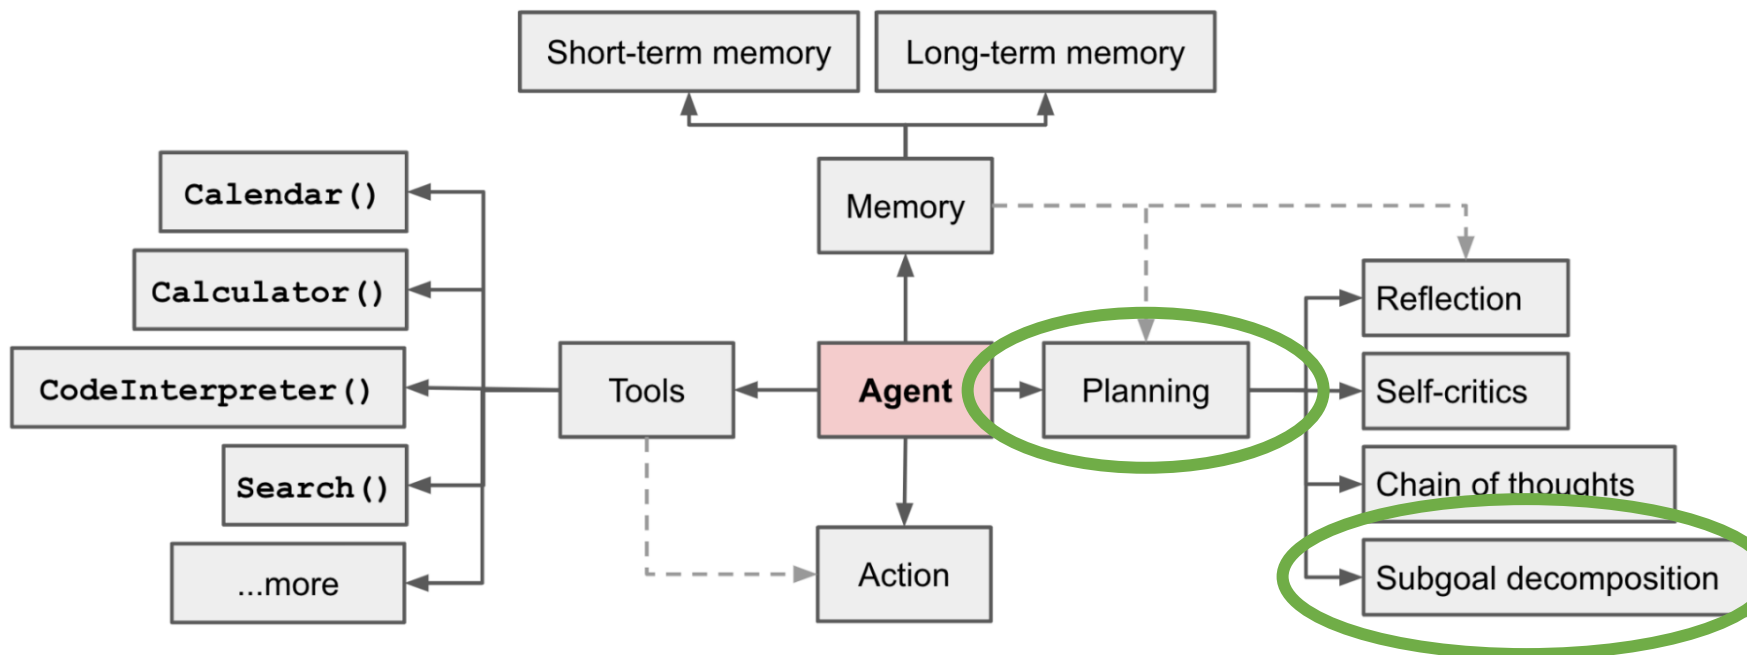 Short-term memory
Long-term memory
Calendar()
Memory
Calculator()
Reflection
CodeInterpreter()
Tools
Agent
Planning
Self-critics
Search()
Chain of thoughts
...more
Action
Subgoal decomposition